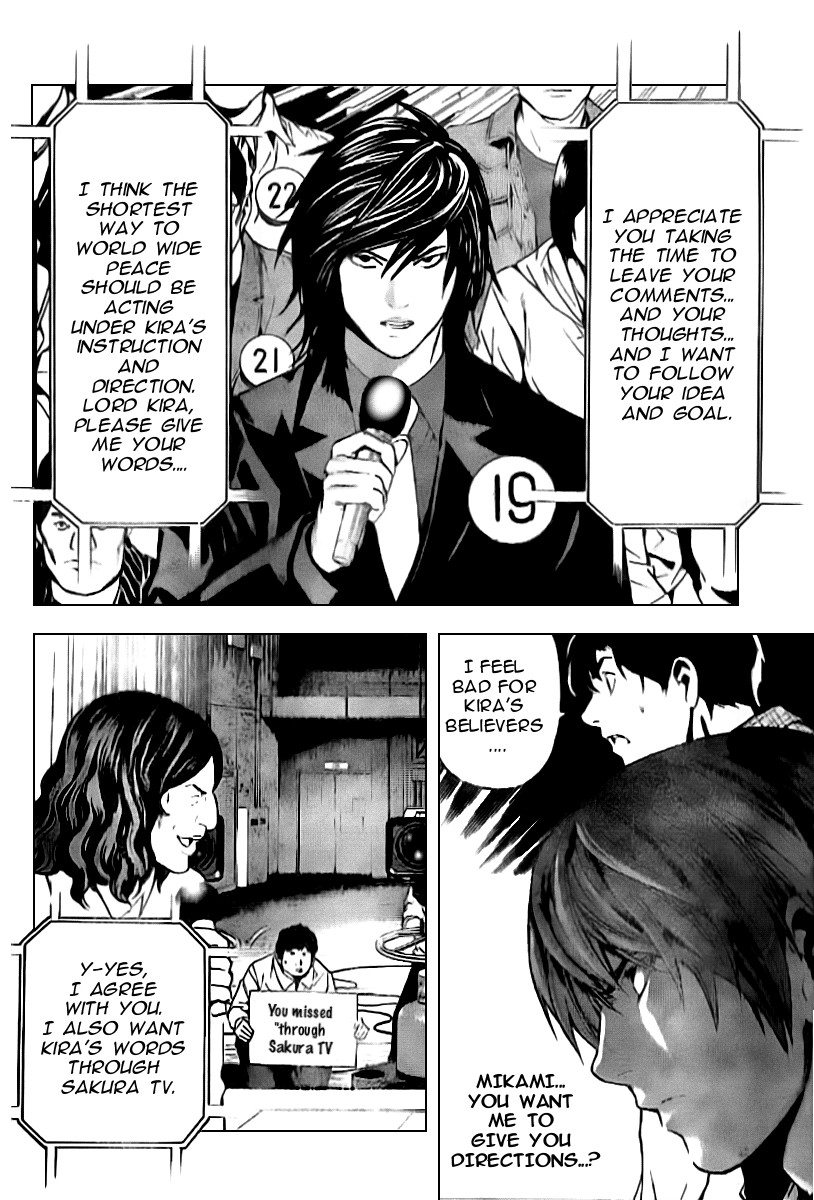 I APPRECIATE
YOU TAKING
THE TIME TO
LEAVE YOUR
COMMENTS...
AND YOUR
THOUGHTS...
AND I WANT
TO FOLLOW
YOUR IDEA
AND GOAL.
I THINK THE
SHORTEST
WAY TO
WORLD WIDE
PEACE
SHOULD BE
ACTING
UNDER KIRA'S
INSTRUCTION
AND
DIRECTION.
LORD KIRA,
PLEASE GIVE
ME YOUR
WORDS....
22
21
19
I FEEL
BAD FOR
KIRA'S
BELIEVERS
....
MIKAMI...
YOU WANT
ME TO
GIVE YOU
DIRECTIONS...?
Y-YES,
I AGREE
WITH YOU.
I ALSO WANT
KIRA'S WORDS
THROUGH
SAKURA TV.
You missed
"through
Sakura TV